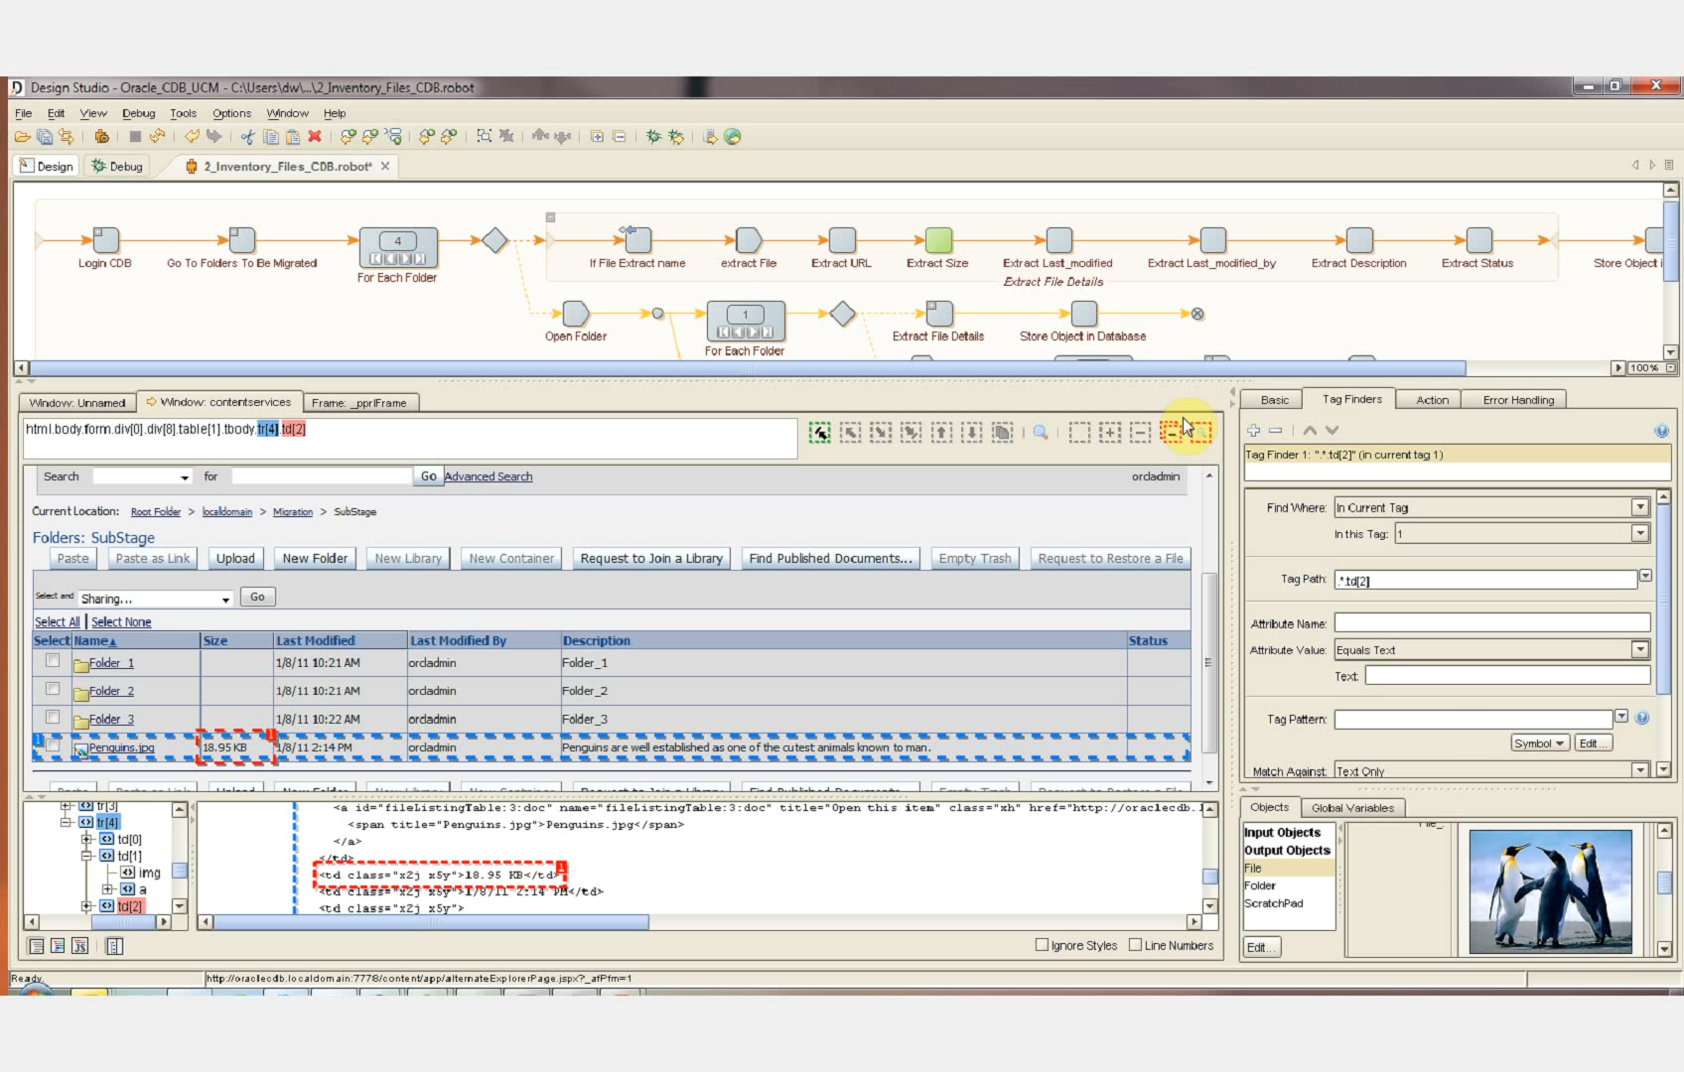 Design Studio - Oracle_CDB_UCM - C:\Users\dw\...\2_Inventory_Files_CDB.robot
File Edit View Debug Tools Options Window Help
Design Debug 2_Inventory_Files_CDB.robot*
4
Login CDB Go To Folders To Be Migrated For Each Folder If File Extract name extract File Extract URL Extract Size Extract Last_modified Extract Last_modified_by Extract Description Extract Status Store Object i
Extract File Details
1
Open Folder For Each Folder Extract File Details Store Object in Database
100%
Window: Unnamed Window: contentservices Frame: _pprIFrame
html.body.form.div[0].div[8].table[1].tbody.tr[4].td[2]
Search for Go Advanced Search orcladmin
Current Location: Root Folder > localdomain > Migration > SubStage
Folders: SubStage
Paste Paste as Link Upload New Folder New Library New Container Request to Join a Library Find Published Documents... Empty Trash Request to Restore a File
Select and Sharing... Go
Select All Select None
Select Name Size Last Modified Last Modified By Description Status
Folder_1 1/8/11 10:21 AM orcladmin Folder_1
Folder_2 1/8/11 10:21 AM orcladmin Folder_2
Folder_3 1/8/11 10:22 AM orcladmin Folder_3
1 Penguins.jpg 18.95 KB 1 1/8/11 2:14 PM orcladmin Penguins are well established as one of the cutest animals known to man.
tr[3]
tr[4]
td[0]
td[1]
img
a
td[2]
<a id="fileListingTable:3:doc" name="fileListingTable:3:doc" title="Open this item" class="xh" href="http://oraclecdb.l
<span title="Penguins.jpg">Penguins.jpg</span>
</a>
</td>
<td class="x2j x5y">18.95 KB</td>
1
<td class="x2j x5y">1/8/11 2:14 PM</td>
<td class="x2j x5y">
JS
Ignore Styles Line Numbers
Basic Tag Finders Action Error Handling
Tag Finder 1: ".*.td[2]" (in current tag 1)
Find Where: In Current Tag
In this Tag: 1
Tag Path: .*.td[2]
Attribute Name:
Attribute Value: Equals Text
Text:
Tag Pattern:
Symbol Edit...
Match Against: Text Only
Objects Global Variables
Input Objects
Output Objects
File
Folder
ScratchPad
Edit...
Ready. http://oraclecdb.localdomain:7778/content/app/alternateExplorerPage.jspx?_afPfm=1